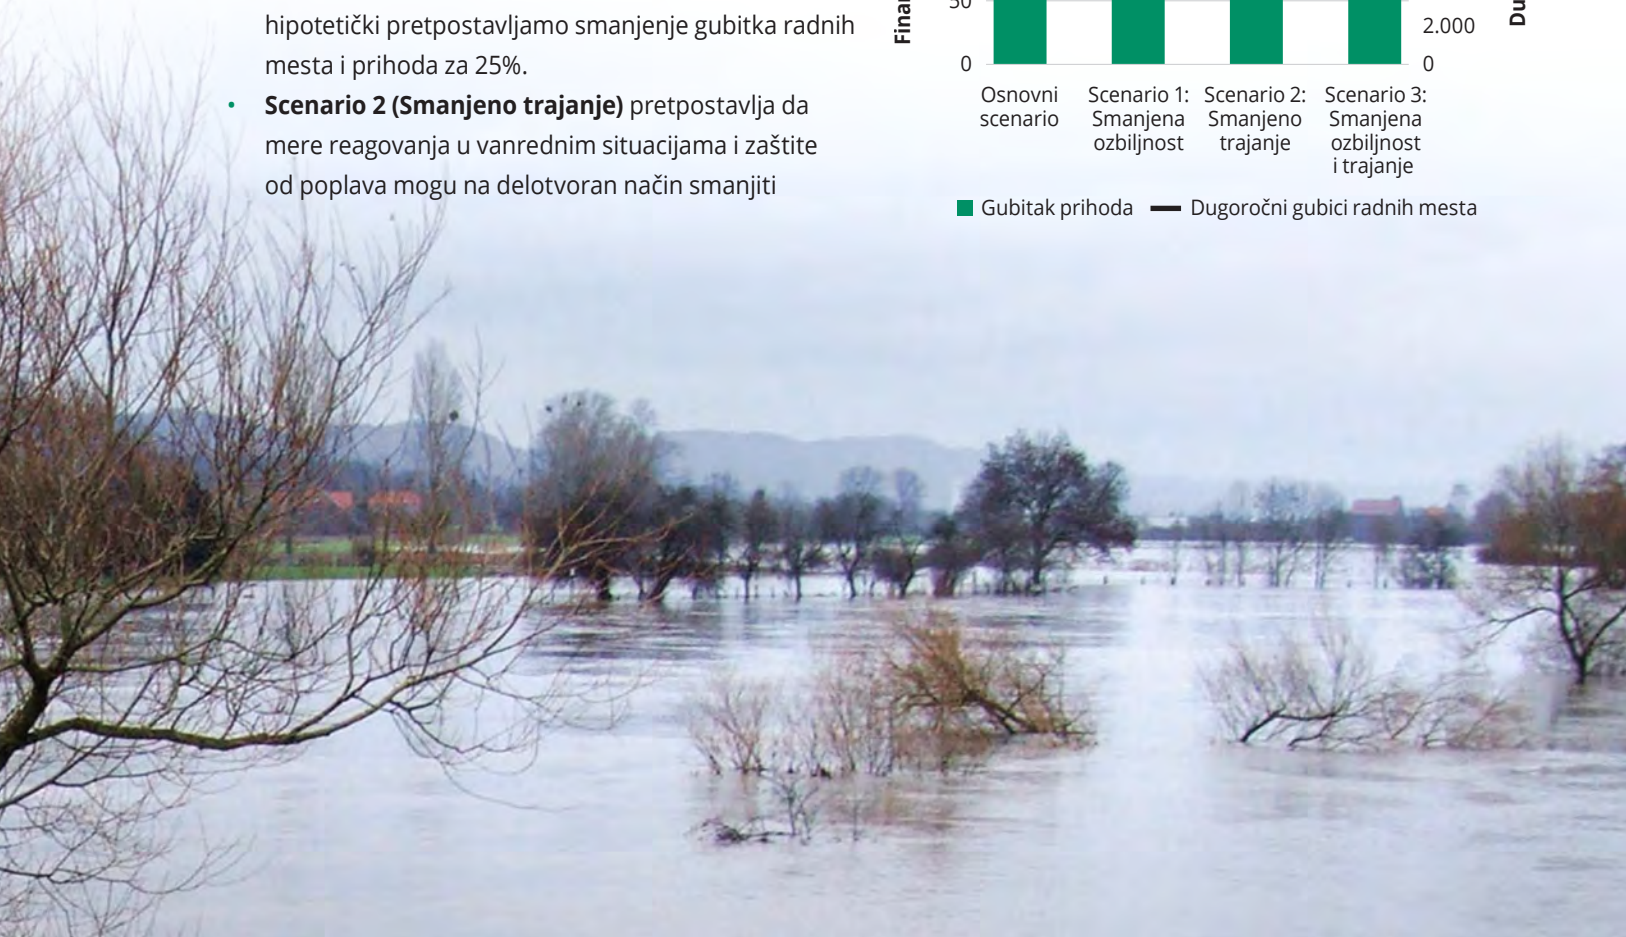 hipotetički pretpostavljamo smanjenje gubitka radnih
mesta i prihoda za 25%.
• Scenario 2 (Smanjeno trajanje) pretpostavlja da
mere reagovanja u vanrednim situacijama i zaštite
od poplava mogu na delotvoran način smanjiti
2.000
0
0
Osnovni
scenario
Scenario 1:
Smanjena
ozbiljnost
Scenario 2:
Smanjeno
trajanje
Scenario 3:
Smanjena
ozbiljnost
i trajanje
Gubitak prihoda
Dugoročni gubici radnih mesta